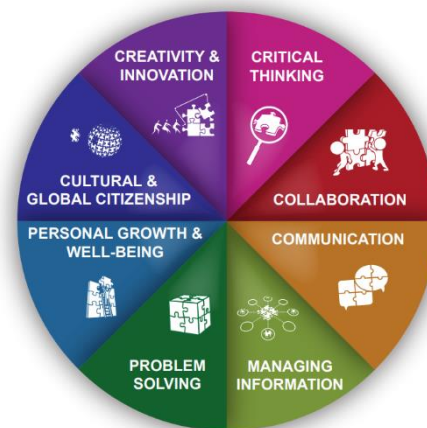 CREATIVITY &
INNOVATION
CRITICAL
THINKING
COLLABORATION
COMMUNICATION
MANAGING
INFORMATION
PROBLEM
SOLVING
PERSONAL GROWTH &
WELL-BEING
CULTURAL &
GLOBAL CITIZENSHIP